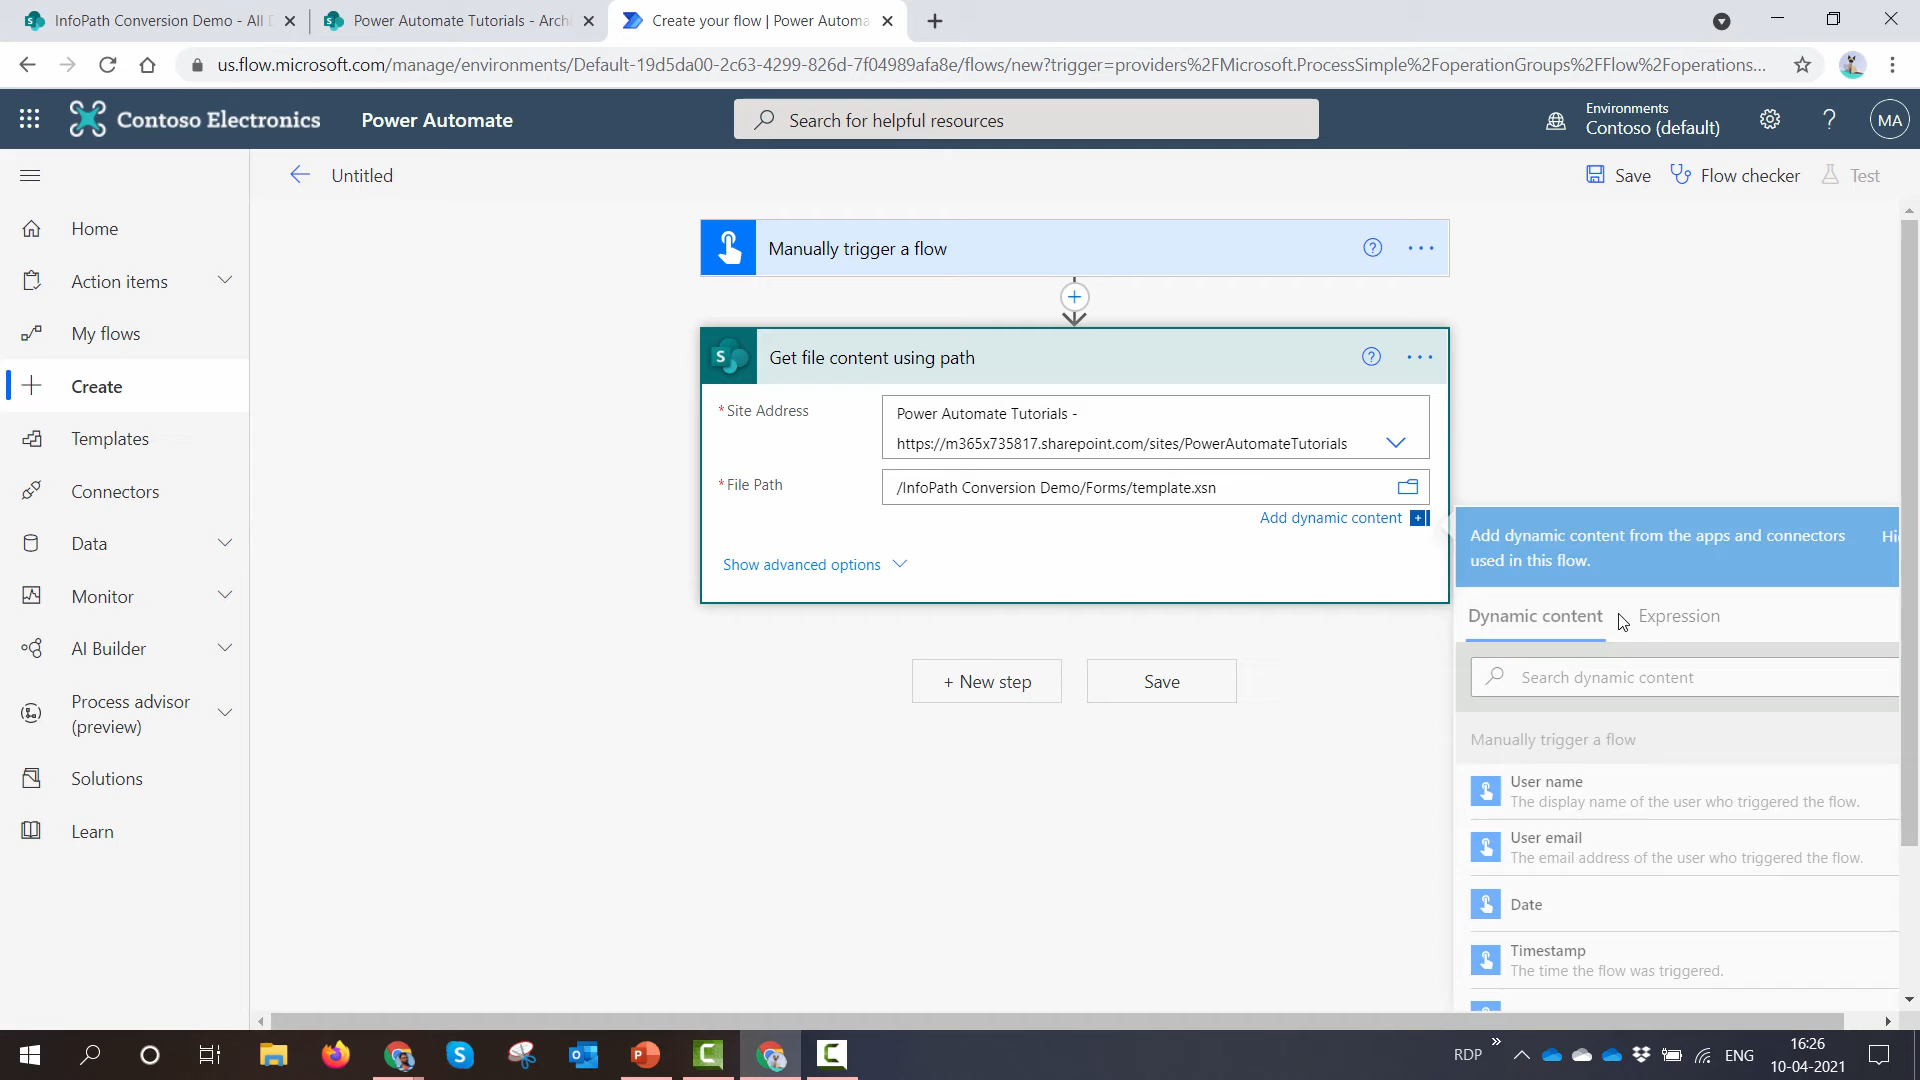 InfoPath Conversion Demo - All D
Power Automate Tutorials - Archi
Create your flow | Power Automa
us.flow.microsoft.com/manage/environments/Default-19d5da00-2c63-4299-826d-7f04989afa8e/flows/new?trigger=providers%2FMicrosoft.ProcessSimple%2FoperationGroups%2FFlow%2Foperations...
Contoso Electronics
Power Automate
Search for helpful resources
Environments
Contoso (default)
MA
Untitled
Save
Flow checker
Test
Home
Action items
My flows
Create
Templates
Connectors
Data
Monitor
AI Builder
Process advisor
(preview)
Solutions
Learn
Manually trigger a flow
S
Get file content using path
* Site Address
Power Automate Tutorials -
https://m365x735817.sharepoint.com/sites/PowerAutomateTutorials
* File Path
/InfoPath Conversion Demo/Forms/template.xsn
Add dynamic content
Show advanced options
+ New step
Save
Add dynamic content from the apps and connectors
used in this flow.
Hi
Dynamic content
Expression
Search dynamic content
Manually trigger a flow
User name
The display name of the user who triggered the flow.
User email
The email address of the user who triggered the flow.
Date
Timestamp
The time the flow was triggered.
RDP
ENG
16:26
10-04-2021